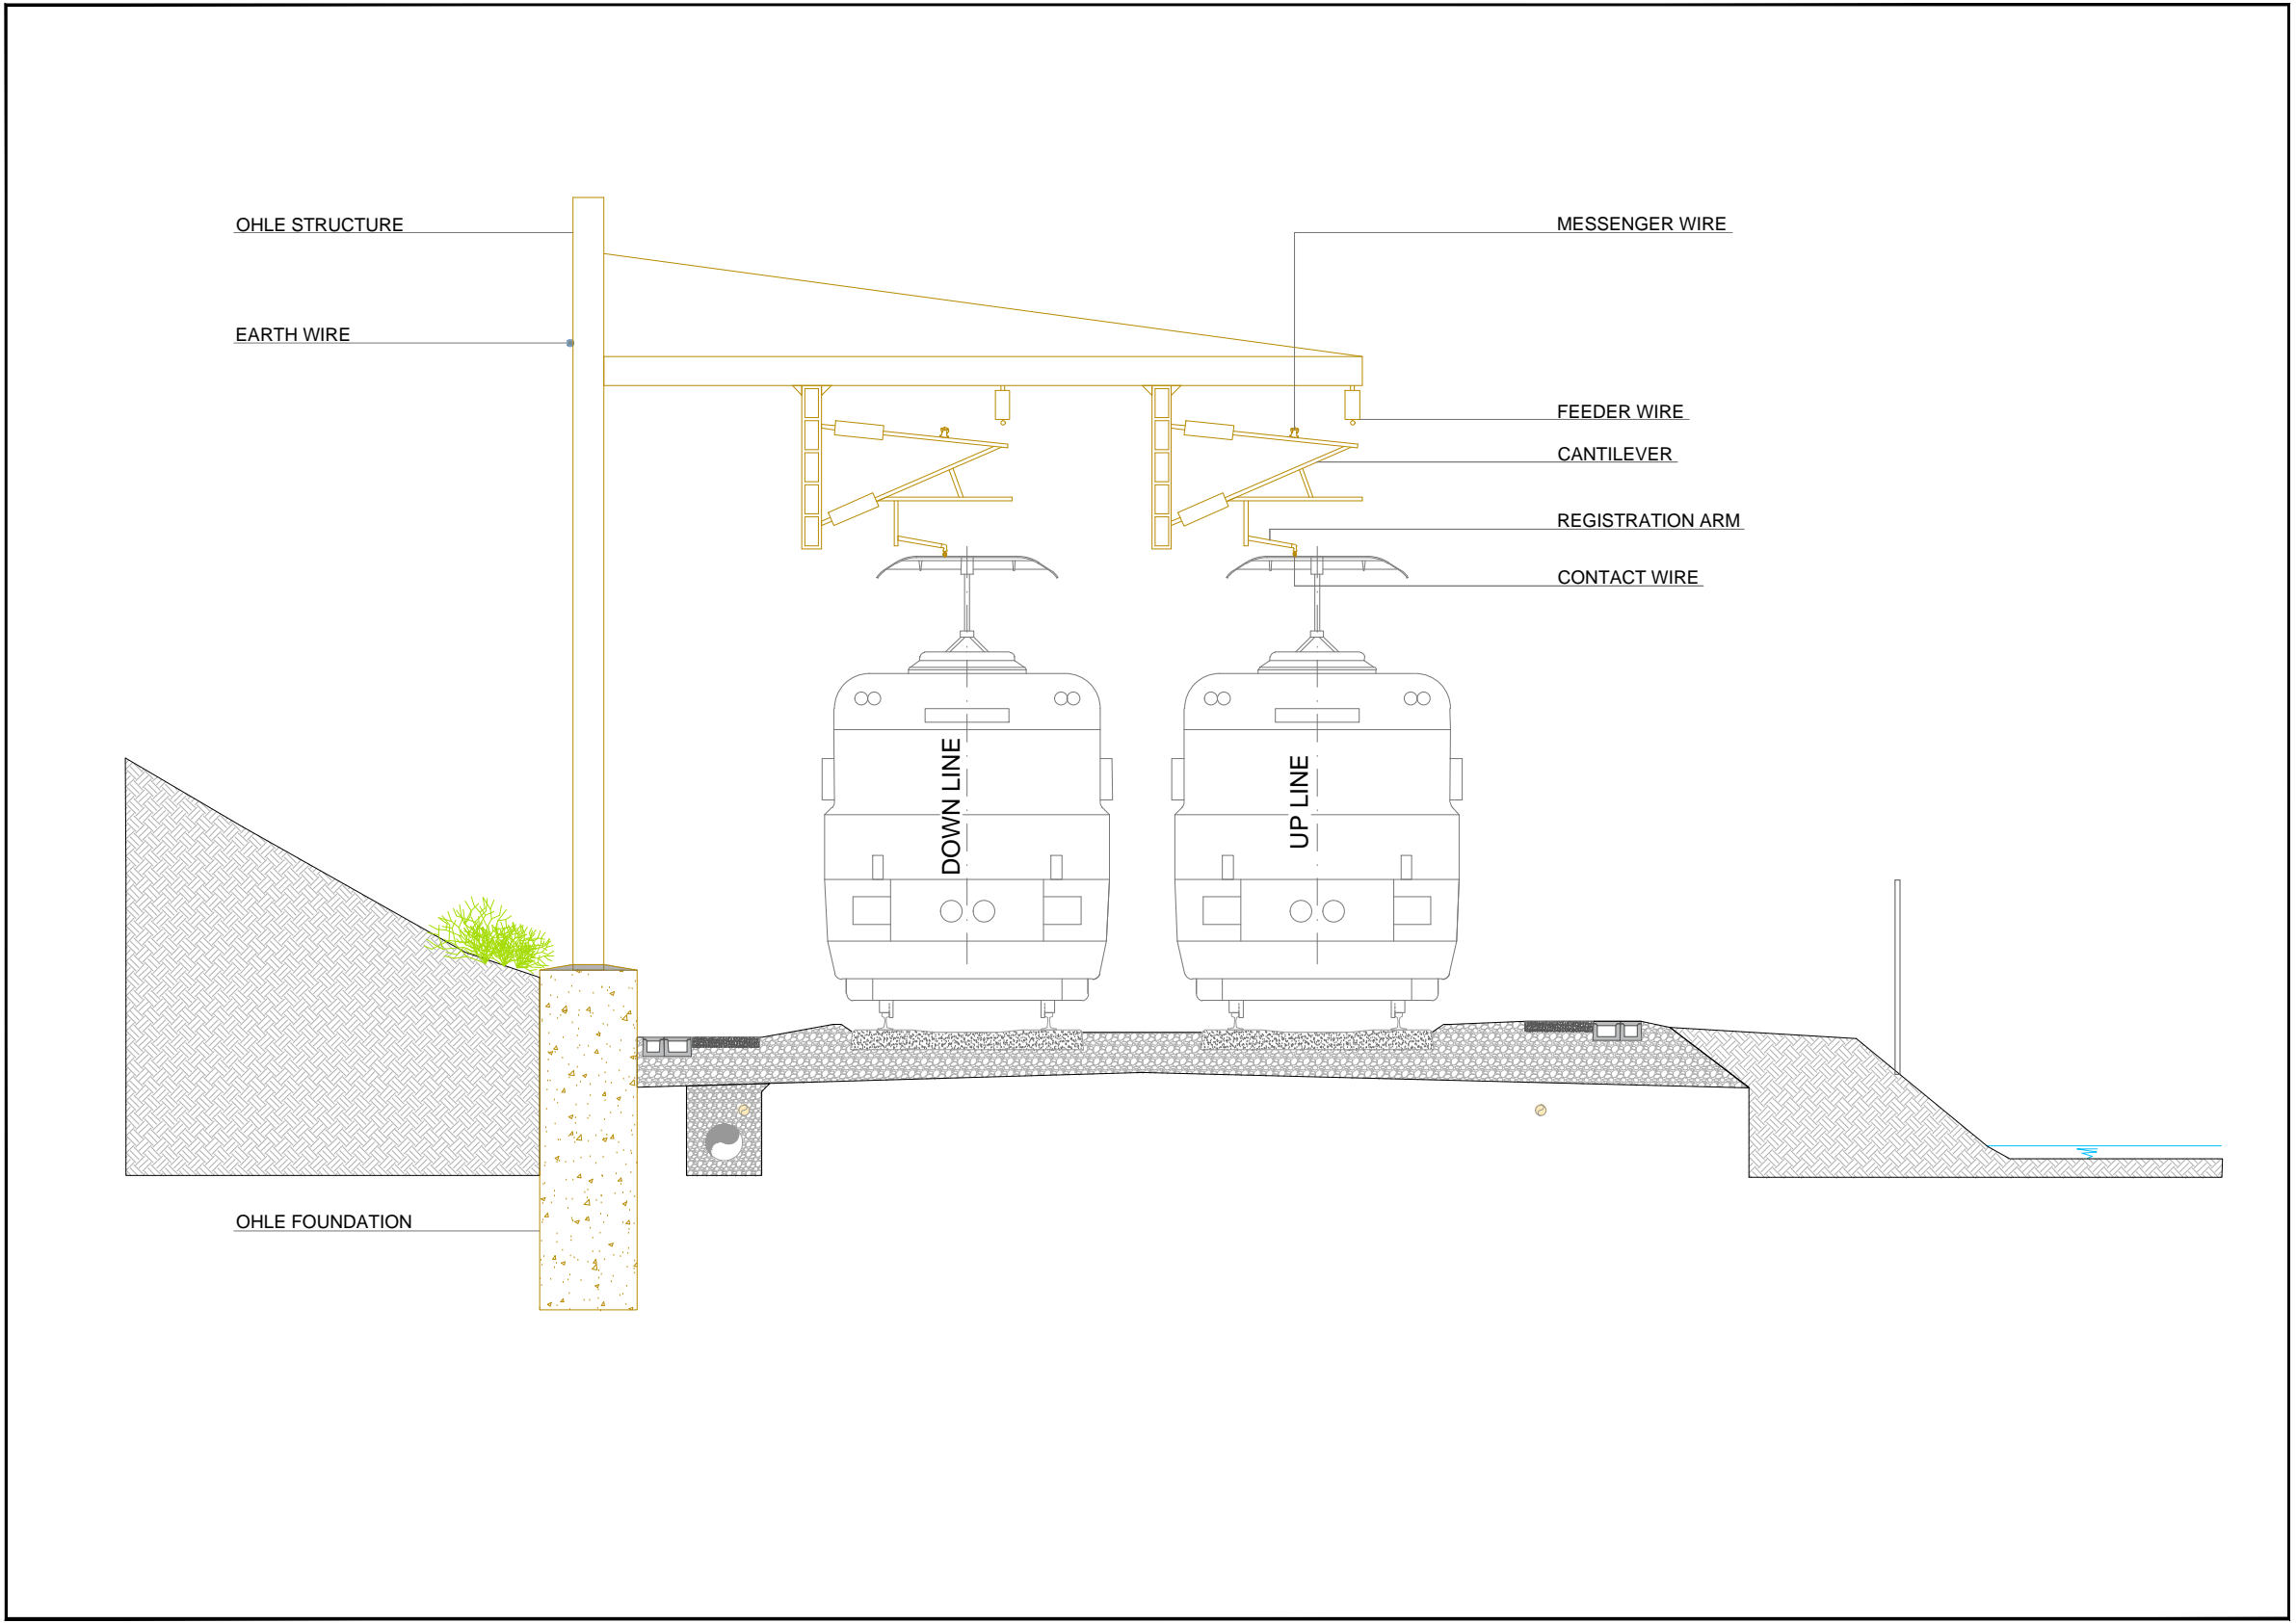 OHLE STRUCTURE
MESSENGER WIRE
EARTH WIRE
FEEDER WIRE
CANTILEVER
REGISTRATION ARM
CONTACT WIRE
DOWN LINE
UP LINE
OHLE FOUNDATION